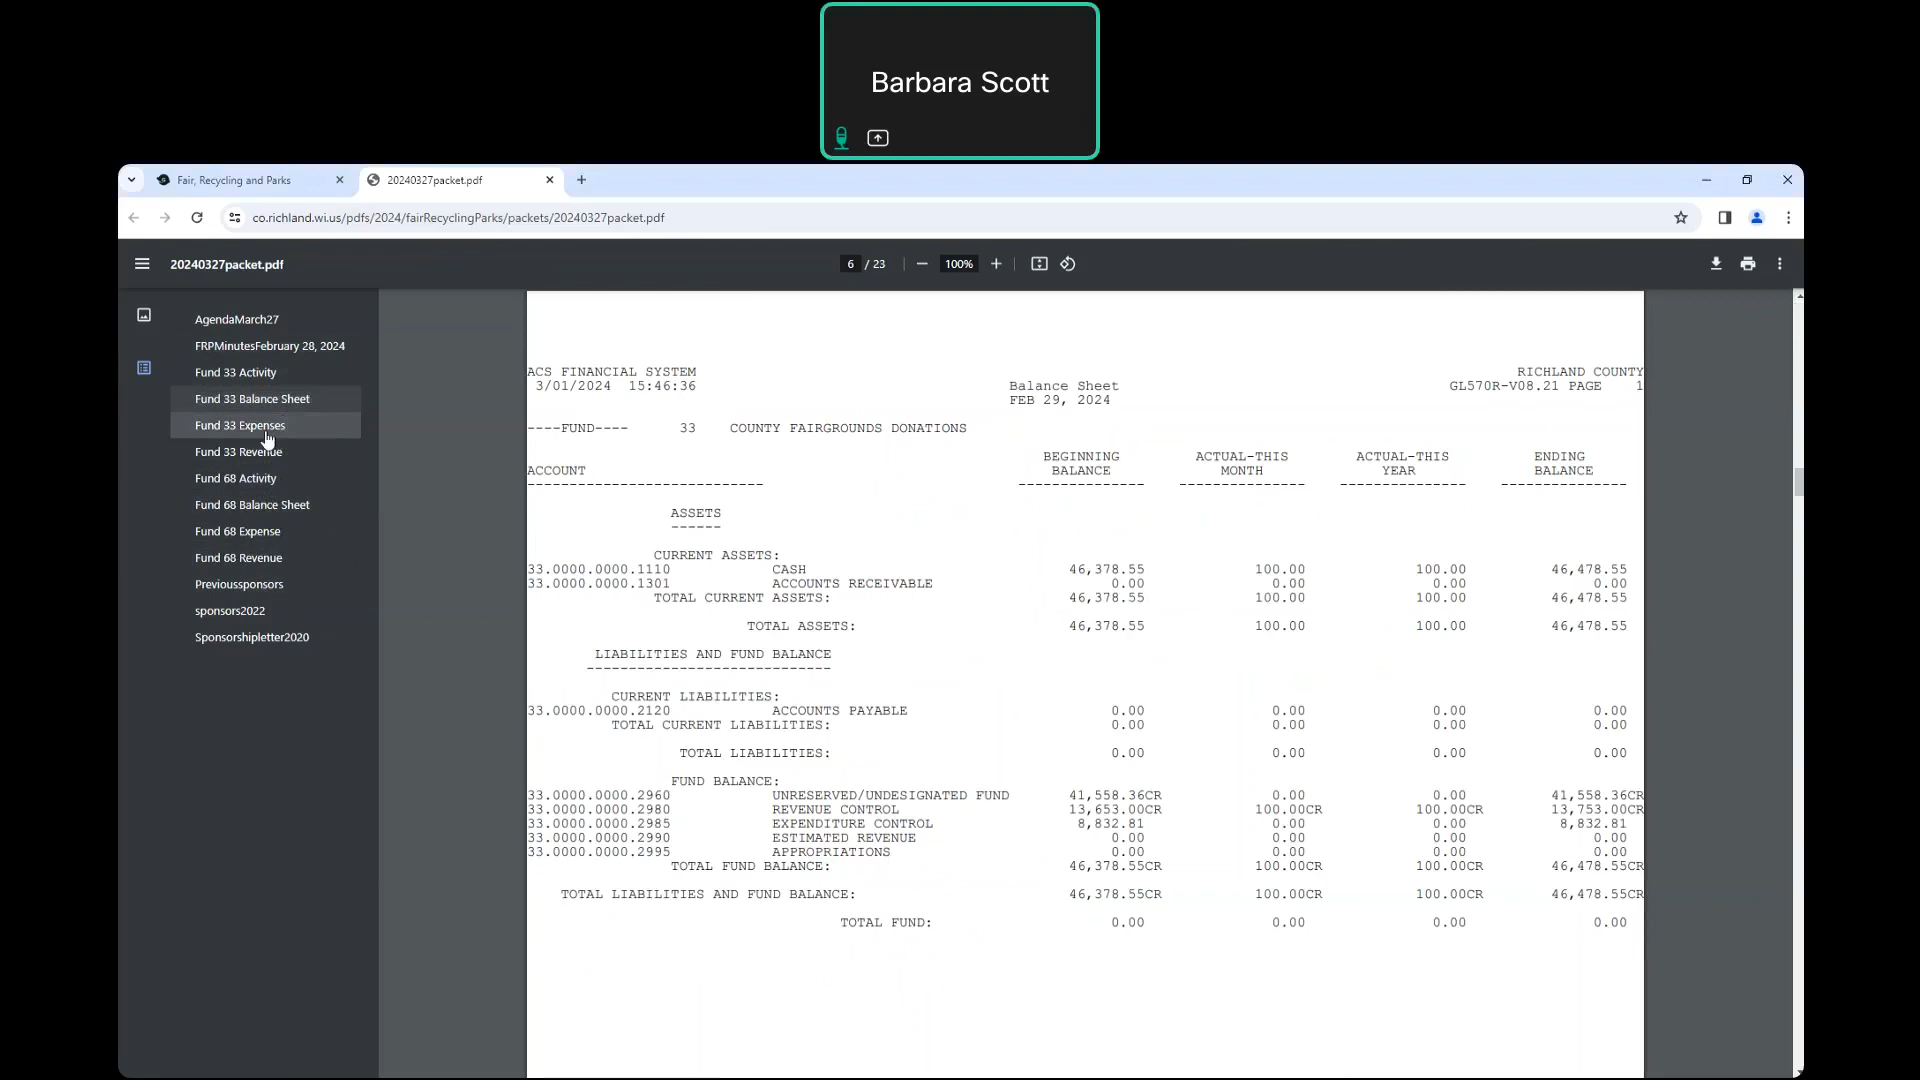 Barbara Scott
Fair, Recycling and Parks
20240327packet.pdf
co.richland.wi.us/pdfs/2024/fairRecyclingParks/packets/20240327packet.pdf
20240327packet.pdf
6 / 23
100%
AgendaMarch27
FRPMinutesFebruary 28, 2024
Fund 33 Activity
Fund 33 Balance Sheet
Fund 33 Expenses
Fund 33 Revenue
Fund 68 Activity
Fund 68 Balance Sheet
Fund 68 Expense
Fund 68 Revenue
Previoussponsors
sponsors2022
Sponsorshipletter2020
ACS FINANCIAL SYSTEM RICHLAND COUNTY
3/01/2024 15:46:36 Balance Sheet GL570R-V08.21 PAGE 1
FEB 29, 2024
----FUND---- 33 COUNTY FAIRGROUNDS DONATIONS
BEGINNING ACTUAL-THIS ACTUAL-THIS ENDING
ACCOUNT BALANCE MONTH YEAR BALANCE
ASSETS
CURRENT ASSETS:
33.0000.0000.1110 CASH 46,378.55 100.00 100.00 46,478.55
33.0000.0000.1301 ACCOUNTS RECEIVABLE 0.00 0.00 0.00 0.00
TOTAL CURRENT ASSETS: 46,378.55 100.00 100.00 46,478.55
TOTAL ASSETS: 46,378.55 100.00 100.00 46,478.55
LIABILITIES AND FUND BALANCE
CURRENT LIABILITIES:
33.0000.0000.2120 ACCOUNTS PAYABLE 0.00 0.00 0.00 0.00
TOTAL CURRENT LIABILITIES: 0.00 0.00 0.00 0.00
TOTAL LIABILITIES: 0.00 0.00 0.00 0.00
FUND BALANCE:
33.0000.0000.2960 UNRESERVED/UNDESIGNATED FUND 41,558.36CR 0.00 0.00 41,558.36CR
33.0000.0000.2980 REVENUE CONTROL 13,653.00CR 100.00CR 100.00CR 13,753.00CR
33.0000.0000.2985 EXPENDITURE CONTROL 8,832.81 0.00 0.00 8,832.81
33.0000.0000.2990 ESTIMATED REVENUE 0.00 0.00 0.00 0.00
33.0000.0000.2995 APPROPRIATIONS 0.00 0.00 0.00 0.00
TOTAL FUND BALANCE: 46,378.55CR 100.00CR 100.00CR 46,478.55CR
TOTAL LIABILITIES AND FUND BALANCE: 46,378.55CR 100.00CR 100.00CR 46,478.55CR
TOTAL FUND: 0.00 0.00 0.00 0.00